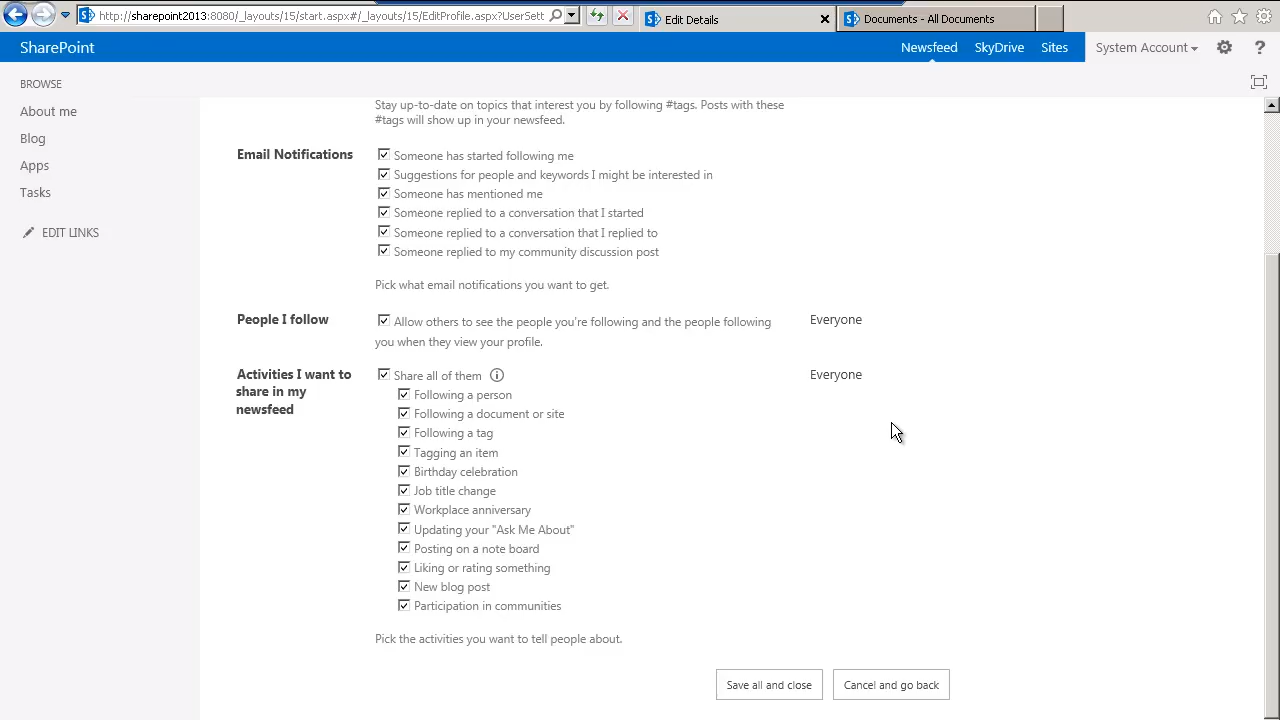 http://sharepoint2013:8080/_layouts/15/start.aspx#/_layouts/15/EditProfile.aspx?UserSett
Edit Details
Documents - All Documents
SharePoint
Newsfeed
SkyDrive
Sites
System Account
?
BROWSE
About me
Blog
Apps
Tasks
EDIT LINKS
Stay up-to-date on topics that interest you by following #tags. Posts with these
#tags will show up in your newsfeed.
Email Notifications
Someone has started following me
Suggestions for people and keywords I might be interested in
Someone has mentioned me
Someone replied to a conversation that I started
Someone replied to a conversation that I replied to
Someone replied to my community discussion post
Pick what email notifications you want to get.
People I follow
Allow others to see the people you're following and the people following
you when they view your profile.
Everyone
Activities I want to
share in my
newsfeed
Share all of them
Everyone
Following a person
Following a document or site
Following a tag
Tagging an item
Birthday celebration
Job title change
Workplace anniversary
Updating your "Ask Me About"
Posting on a note board
Liking or rating something
New blog post
Participation in communities
Pick the activities you want to tell people about.
Save all and close
Cancel and go back